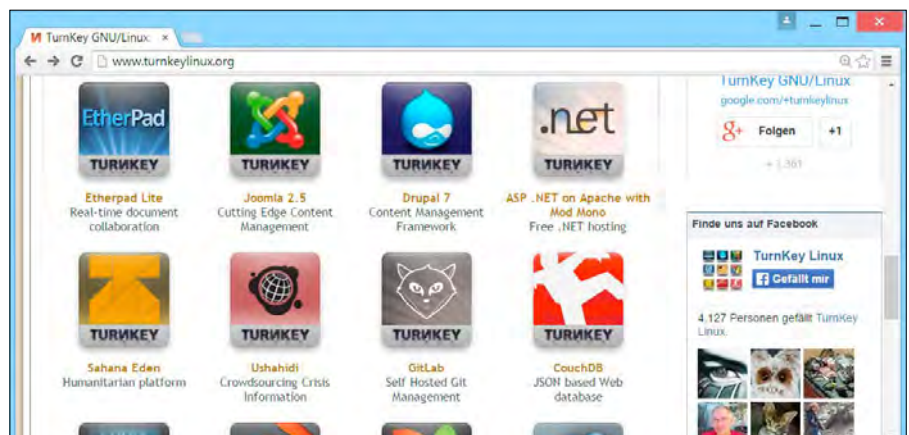 TurnKey GNU/Linux
www.turnkeylinux.org
EtherPad
TURNKEY
Etherpad Lite
Real-time document
collaboration
TURNKEY
Joomla 2.5
Cutting Edge Content
Management
TURNKEY
Drupal 7
Content Management
Framework
.net
TURNKEY
ASP .NET on Apache with
Mod Mono
Free .NET hosting
TURNKEY
Sahana Eden
Humanitarian platform
TURNKEY
Ushahidi
Crowdsourcing Crisis
Information
TURNKEY
GitLab
Self Hosted Git
Management
TURNKEY
CouchDB
JSON based Web
database
TurnKey GNU/Linux
google.com/+turnkeylinux
g+ Folgen +1
+ 1.361
Finde uns auf Facebook
TurnKey Linux
f Gefällt mir
4.127 Personen gefällt TurnKey
Linux.